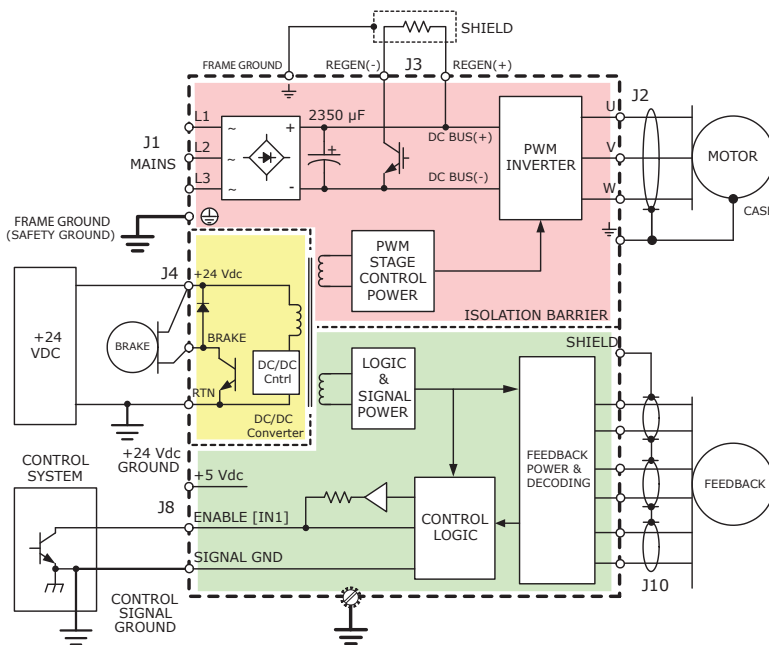 SHIELD
FRAME GROUND
REGEN(-)
J3
REGEN(+)
L1
L2
L3
J1
MAINS
~
~
~
+
-
2350 µF
+
DC BUS(+)
DC BUS(-)
PWM
INVERTER
U
V
W
J2
MOTOR
CASE
FRAME GROUND
(SAFETY GROUND)
PWM
STAGE
CONTROL
POWER
ISOLATION BARRIER
J4
+24 Vdc
+24
VDC
BRAKE
BRAKE
RTN
DC/DC
Cntrl
DC/DC
Converter
+24 Vdc
GROUND
LOGIC
&
SIGNAL
POWER
SHIELD
FEEDBACK
POWER &
DECODING
FEEDBACK
J10
CONTROL
SYSTEM
+5 Vdc
J8
ENABLE [IN1]
SIGNAL GND
CONTROL
LOGIC
CONTROL
SIGNAL
GROUND